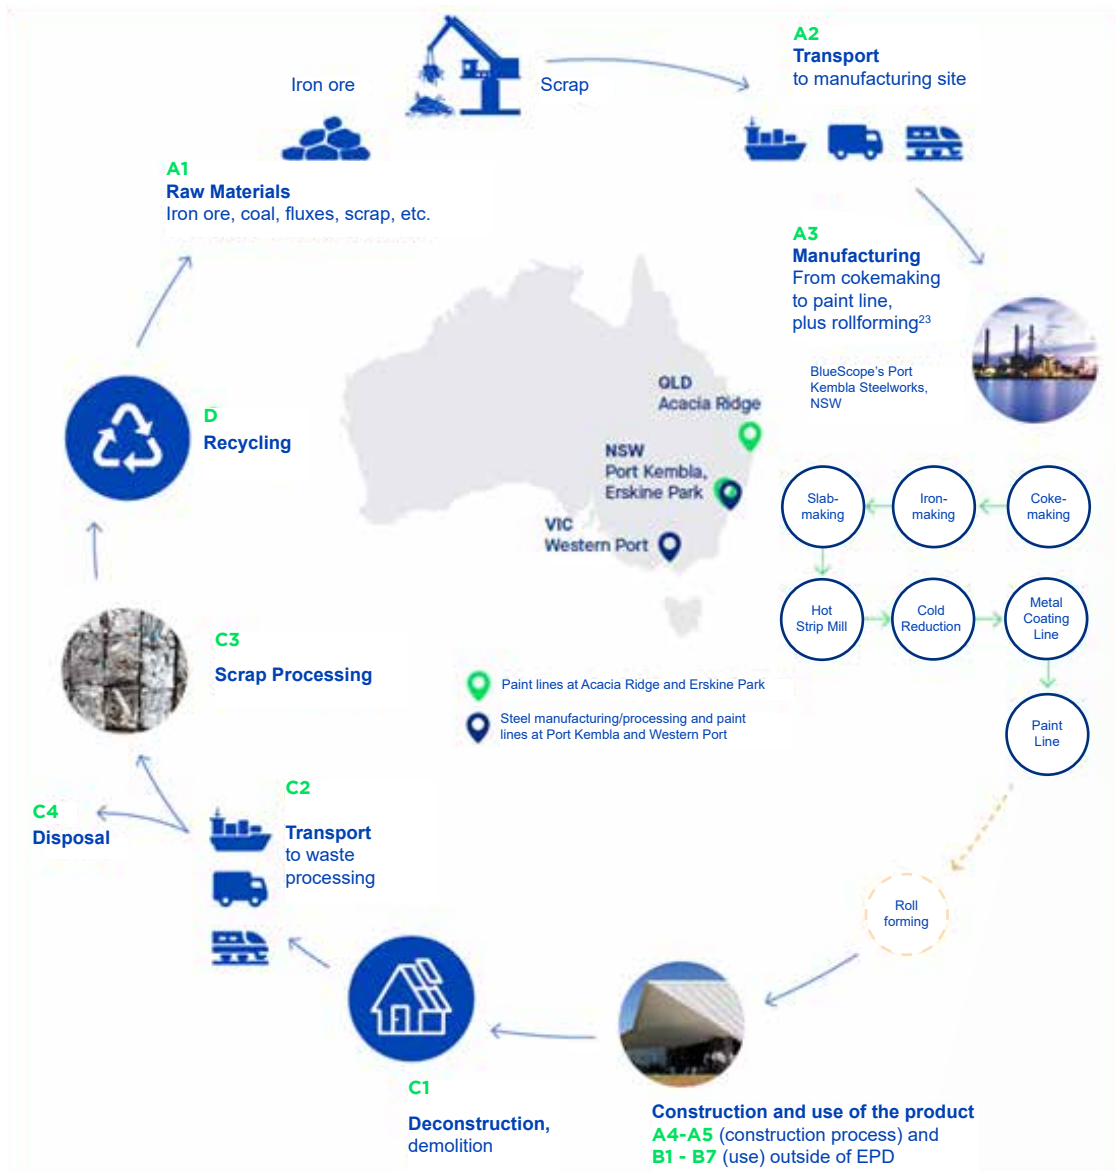 Iron ore
Scrap
A2
Transport
to manufacturing site
A1
Raw Materials
Iron ore, coal, fluxes, scrap, etc.
A3
Manufacturing
From cokemaking
to paint line,
plus rollforming23
BlueScope's Port
Kembla Steelworks,
NSW
QLD
Acacia Ridge
NSW
Port Kembla,
Erskine Park
VIC
Western Port
D
Recycling
Coke-
making
Iron-
making
Slab-
making
Hot
Strip Mill
Cold
Reduction
Metal
Coating
Line
Paint
Line
Paint lines at Acacia Ridge and Erskine Park
Steel manufacturing/processing and paint
lines at Port Kembla and Western Port
Roll
forming
Construction and use of the product
A4-A5 (construction process) and
B1 - B7 (use) outside of EPD
C1
Deconstruction,
demolition
C2
Transport
to waste
processing
C4
Disposal
C3
Scrap Processing